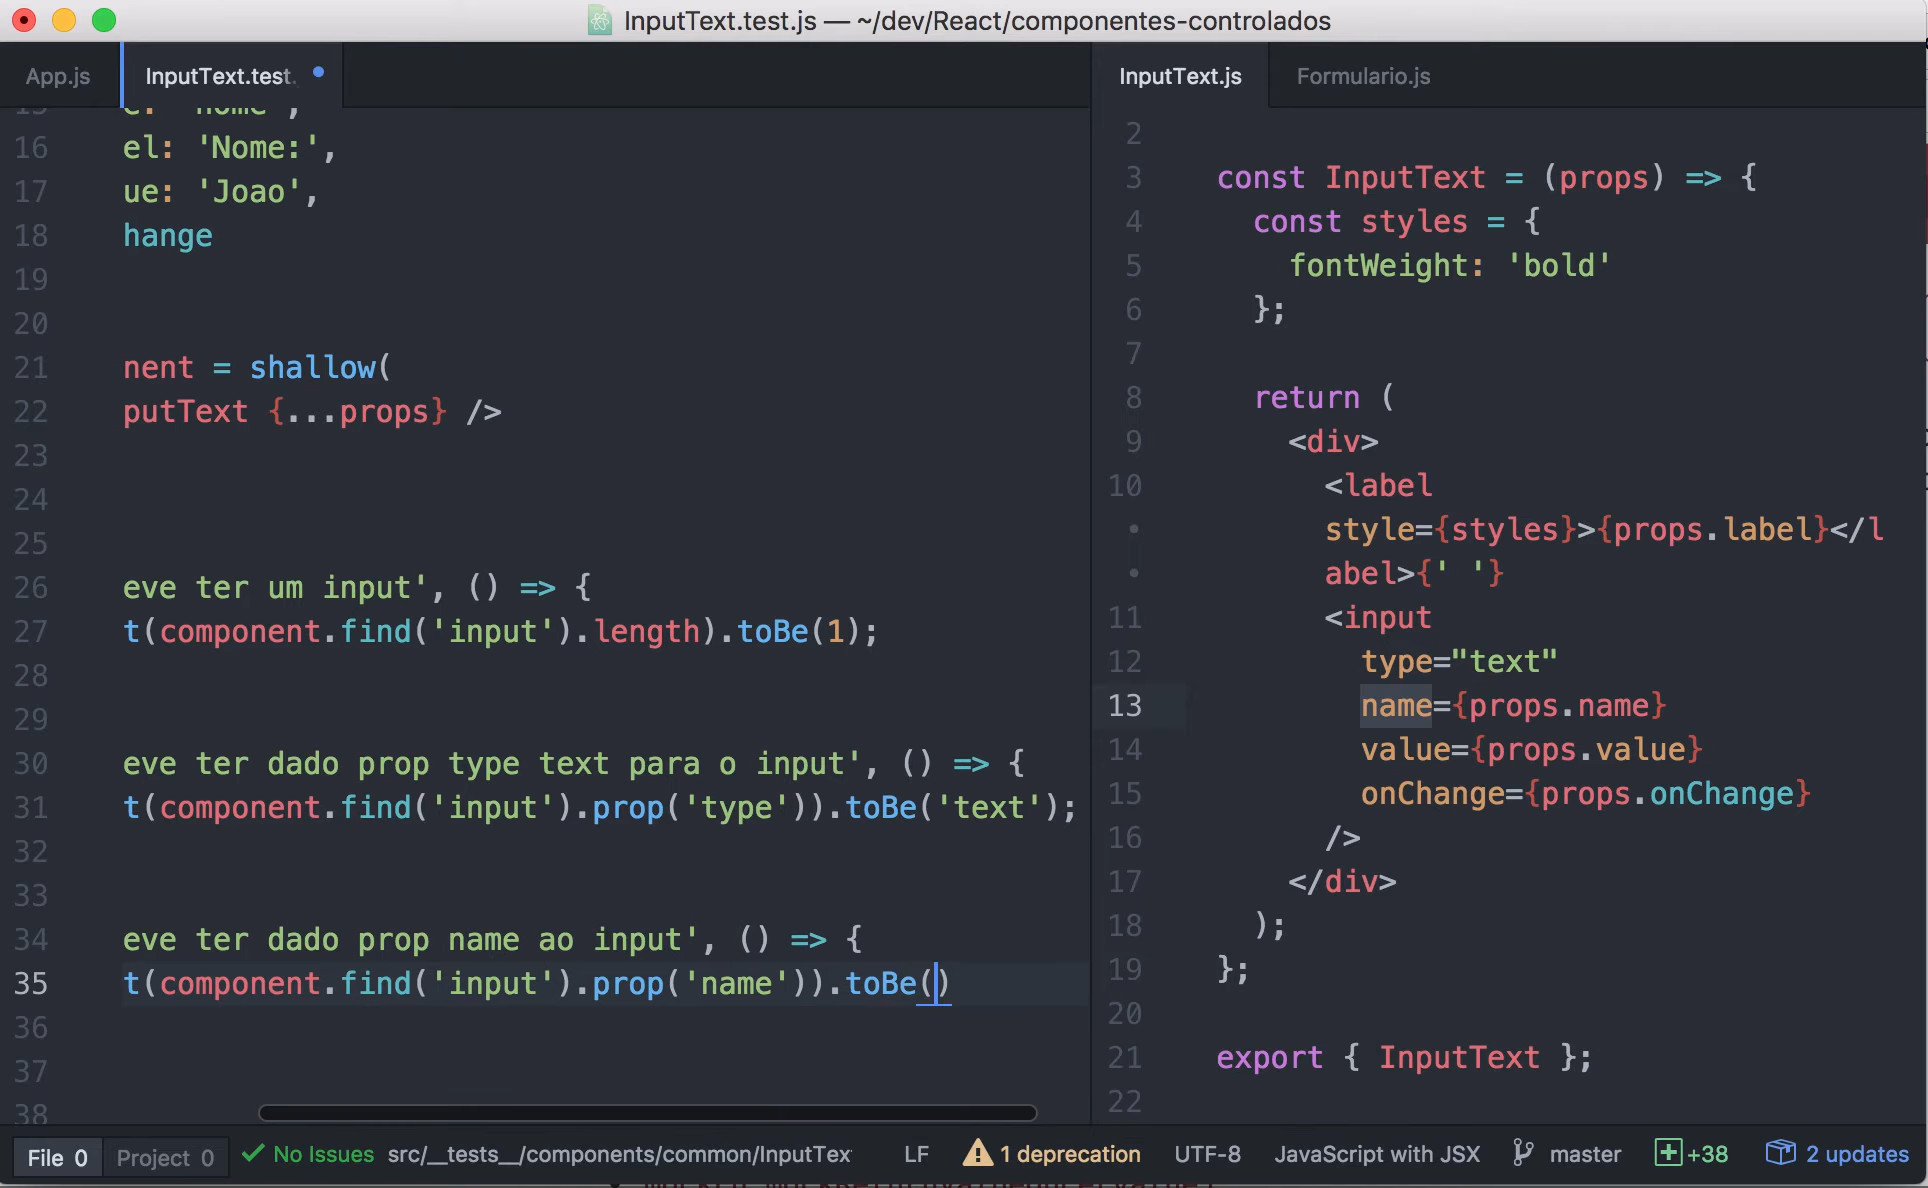 InputText.test.js — ~/dev/React/componentes-controlados
App.js
InputText.test.
InputText.js
Formulario.js
16 el: 'Nome:',
17 ue: 'Joao',
18 hange
19
20
21 nent = shallow(
22 putText {...props} />
23
24
25
26 eve ter um input', () => {
27 t(component.find('input').length).toBe(1);
28
29
30 eve ter dado prop type text para o input', () => {
31 t(component.find('input').prop('type')).toBe('text');
32
33
34 eve ter dado prop name ao input', () => {
35 t(component.find('input').prop('name')).toBe()
36
37
38
2
3 const InputText = (props) => {
4 const styles = {
5 fontWeight: 'bold'
6 };
7
8 return (
9 <div>
10 <label
• style={styles}>{props.label}</l
• abel>{' '}
11 <input
12 type="text"
13 name={props.name}
14 value={props.value}
15 onChange={props.onChange}
16 />
17 </div>
18 );
19 };
20
21 export { InputText };
22
File 0 Project 0 No Issues src/__tests__/components/common/InputTex LF 1 deprecation UTF-8 JavaScript with JSX master +38 2 updates